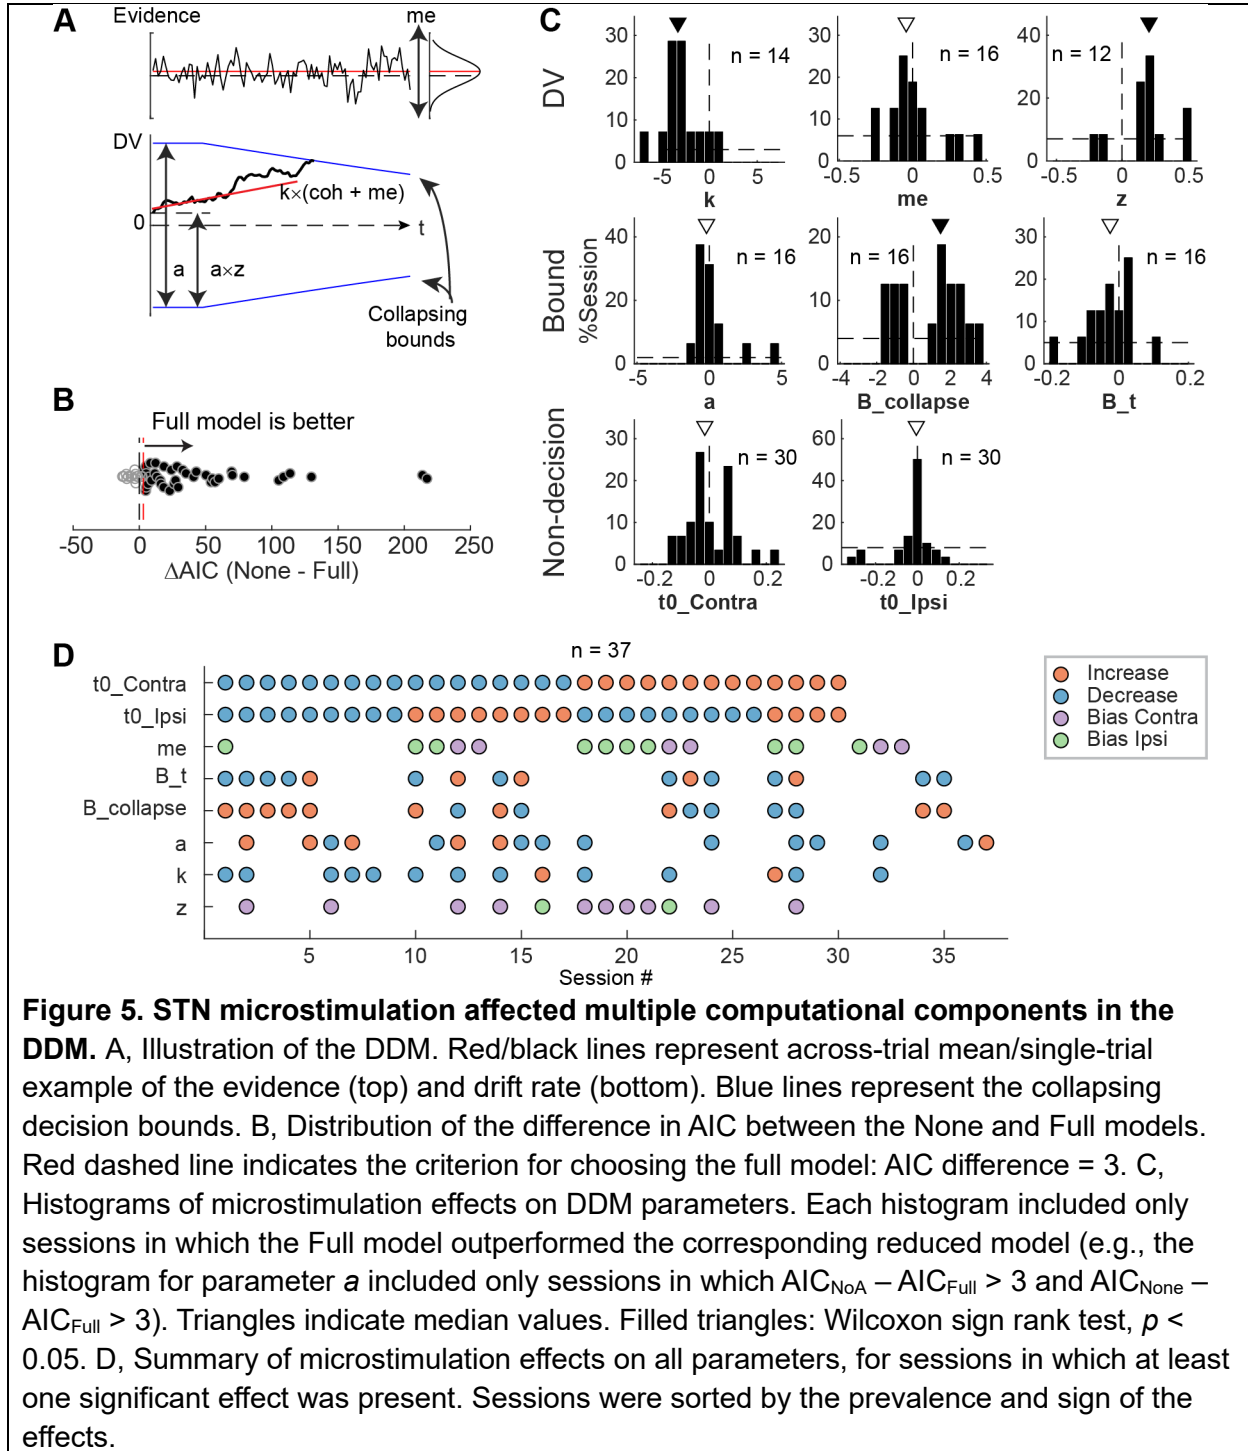 A
Evidence
me
DV
0
k×(coh + me)
t
a
a×z
Collapsing
bounds
B
Full model is better
-50 0 50 100 150 200 250
ΔAIC (None - Full)
C
DV
30
20
10
0
n = 14
-5 0 5
k
30
20
10
0
n = 16
-0.5 0 0.5
me
40
20
0
n = 12
-0.5 0 0.5
z
Bound
%Session
40
20
0
n = 16
-5 0 5
a
20
10
0
n = 16
-4 -2 0 2 4
B_collapse
30
20
10
0
n = 16
-0.2 0 0.2
B_t
Non-decision
30
20
10
0
n = 30
-0.2 0 0.2
t0_Contra
60
40
20
0
n = 30
-0.2 0 0.2
t0_Ipsi
D
n = 37
t0_Contra
t0_Ipsi
me
B_t
B_collapse
a
k
z
5 10 15 20 25 30 35
Session #
Increase
Decrease
Bias Contra
Bias Ipsi
Figure 5. STN microstimulation affected multiple computational components in the
DDM. A, Illustration of the DDM. Red/black lines represent across-trial mean/single-trial
example of the evidence (top) and drift rate (bottom). Blue lines represent the collapsing
decision bounds. B, Distribution of the difference in AIC between the None and Full models.
Red dashed line indicates the criterion for choosing the full model: AIC difference = 3. C,
Histograms of microstimulation effects on DDM parameters. Each histogram included only
sessions in which the Full model outperformed the corresponding reduced model (e.g., the
histogram for parameter a included only sessions in which AICNoA – AICFull > 3 and AICNone –
AICFull > 3). Triangles indicate median values. Filled triangles: Wilcoxon sign rank test, p <
0.05. D, Summary of microstimulation effects on all parameters, for sessions in which at least
one significant effect was present. Sessions were sorted by the prevalence and sign of the
effects.